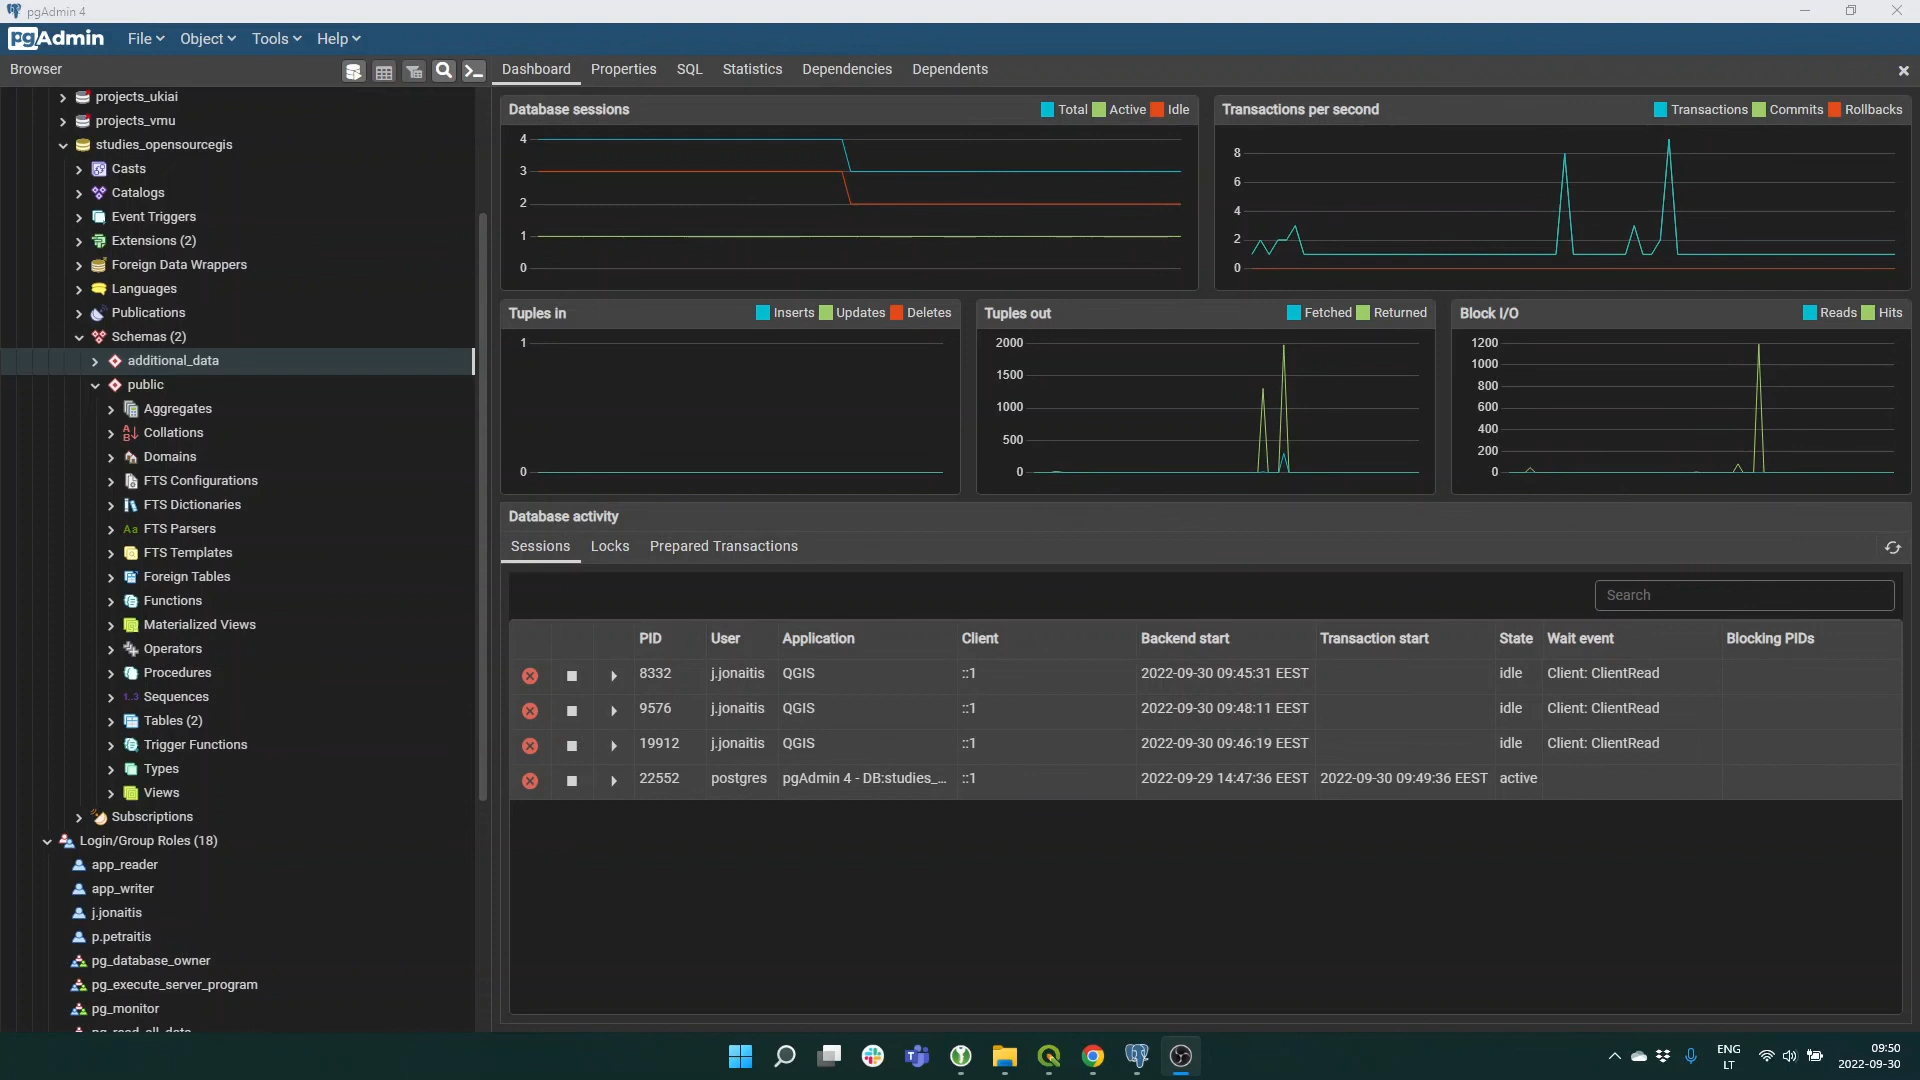 pgAdmin 4
pgAdmin File Object Tools Help
Browser
Dashboard Properties SQL Statistics Dependencies Dependents
projects_ukiai
projects_vmu
studies_opensourcegis
Casts
Catalogs
Event Triggers
Extensions (2)
Foreign Data Wrappers
Languages
Publications
Schemas (2)
additional_data
public
Aggregates
Collations
Domains
FTS Configurations
FTS Dictionaries
Aa FTS Parsers
FTS Templates
Foreign Tables
Functions
Materialized Views
Operators
Procedures
1..3 Sequences
Tables (2)
Trigger Functions
Types
Views
Subscriptions
Login/Group Roles (18)
app_reader
app_writer
j.jonaitis
p.petraitis
pg_database_owner
pg_execute_server_program
pg_monitor
pg_read_all_data
Database sessions Total Active Idle
4
3
2
1
0
Transactions per second Transactions Commits Rollbacks
8
6
4
2
0
Tuples in Inserts Updates Deletes
1
0
Tuples out Fetched Returned
2000
1500
1000
500
0
Block I/O Reads Hits
1200
1000
800
600
400
200
0
Database activity
Sessions Locks Prepared Transactions
Search
PID User Application Client Backend start Transaction start State Wait event Blocking PIDs
8332 j.jonaitis QGIS ::1 2022-09-30 09:45:31 EEST idle Client: ClientRead
9576 j.jonaitis QGIS ::1 2022-09-30 09:48:11 EEST idle Client: ClientRead
19912 j.jonaitis QGIS ::1 2022-09-30 09:46:19 EEST idle Client: ClientRead
22552 postgres pgAdmin 4 - DB:studies_... ::1 2022-09-29 14:47:36 EEST 2022-09-30 09:49:36 EEST active
ENG
LT
09:50
2022-09-30